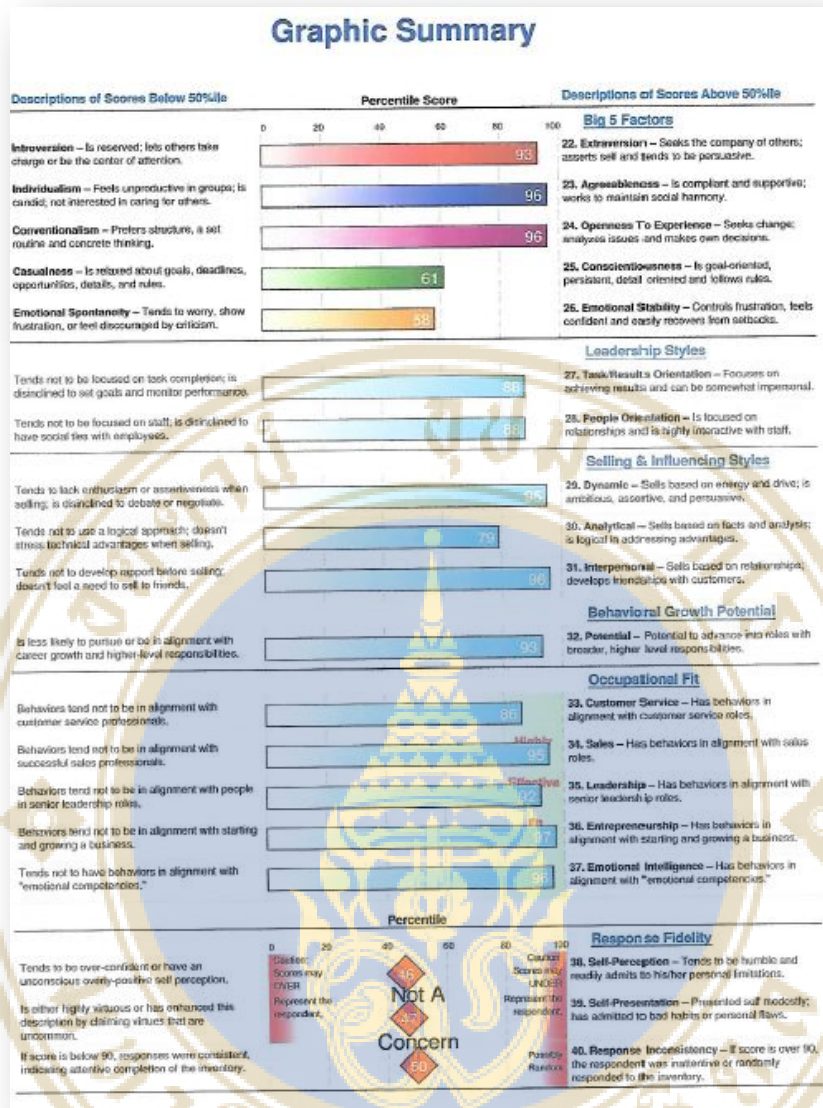 Graphic Summary
Descriptions of Scores Below 50%ile
Percentile Score
Descriptions of Scores Above 50%ile
0 20 40 60 80 100
Big 5 Factors
Introversion – Is reserved; lets others take
charge or be the center of attention.
93
22. Extraversion – Seeks the company of others;
asserts self and tends to be persuasive.
Individualism – Feels unproductive in groups; is
candid; not interested in caring for others.
96
23. Agreeableness – Is compliant and supportive;
works to maintain social harmony.
Conventionalism – Prefers structure, a set
routine and concrete thinking.
96
24. Openness To Experience – Seeks change;
analyzes issues and makes own decisions.
Casualness – Is relaxed about goals, deadlines,
opportunities, details, and rules.
61
25. Conscientiousness – Is goal-oriented,
persistent, detail oriented and follows rules.
Emotional Spontaneity – Tends to worry, show
frustration, or feel discouraged by criticism.
58
26. Emotional Stability – Controls frustration, feels
confident and easily recovers from setbacks.
Leadership Styles
Tends not to be focused on task completion; is
disinclined to set goals and monitor performance.
88
27. Task/Results Orientation – Focuses on
achieving results and can be somewhat impersonal.
Tends not to be focused on staff; is disinclined to
have social ties with employees.
88
28. People Orientation – Is focused on
relationships and is highly interactive with staff.
Selling & Influencing Styles
Tends to lack enthusiasm or assertiveness when
selling; is disinclined to debate or negotiate.
95
29. Dynamic – Sells based on energy and drive; is
ambitious, assertive, and persuasive.
Tends not to use a logical approach; doesn't
stress technical advantages when selling.
79
30. Analytical – Sells based on facts and analysis;
is logical in addressing advantages.
Tends not to develop rapport before selling;
doesn't feel a need to sell to friends.
96
31. Interpersonal – Sells based on relationships;
develops friendships with customers.
Behavioral Growth Potential
Is less likely to pursue or be in alignment with
career growth and higher-level responsibilities.
32. Potential – Potential to advance into roles with
broader, higher level responsibilities.
Occupational Fit
Behaviors tend not to be in alignment with
customer service professionals.
86
33. Customer Service – Has behaviors in
alignment with customer service roles.
Behaviors tend not to be in alignment with
successful sales professionals.
Highly
95
34. Sales – Has behaviors in alignment with sales
roles.
Behaviors tend not to be in alignment with people
in senior leadership roles.
Effective
92
35. Leadership – Has behaviors in alignment with
senior leadership roles.
Behaviors tend not to be in alignment with starting
and growing a business.
Fit
97
36. Entrepreneurship – Has behaviors in
alignment with starting and growing a business.
Tends not to have behaviors in alignment with
"emotional competencies."
96
37. Emotional Intelligence – Has behaviors in
alignment with "emotional competencies."
Percentile
0 20 40 60 80 100
Response Fidelity
Tends to be over-confident or have an
unconscious overly-positive self perception.
Caution:
Scores may
OVER
Represent the
respondent.
46
Not A
Concern
Caution
Scores may
UNDER
Represent the
respondent.
38. Self-Perception – Tends to be humble and
readily admits to his/her personal limitations.
Is either highly virtuous or has enhanced this
description by claiming virtues that are
uncommon.
39. Self-Presentation – Presented self modestly;
has admitted to bad habits or personal flaws.
If score is below 90, responses were consistent,
indicating attentive completion of the inventory.
50
Possibly
Random
40. Response Inconsistency – If score is over 90,
the respondent was inattentive or randomly
responded to the inventory.